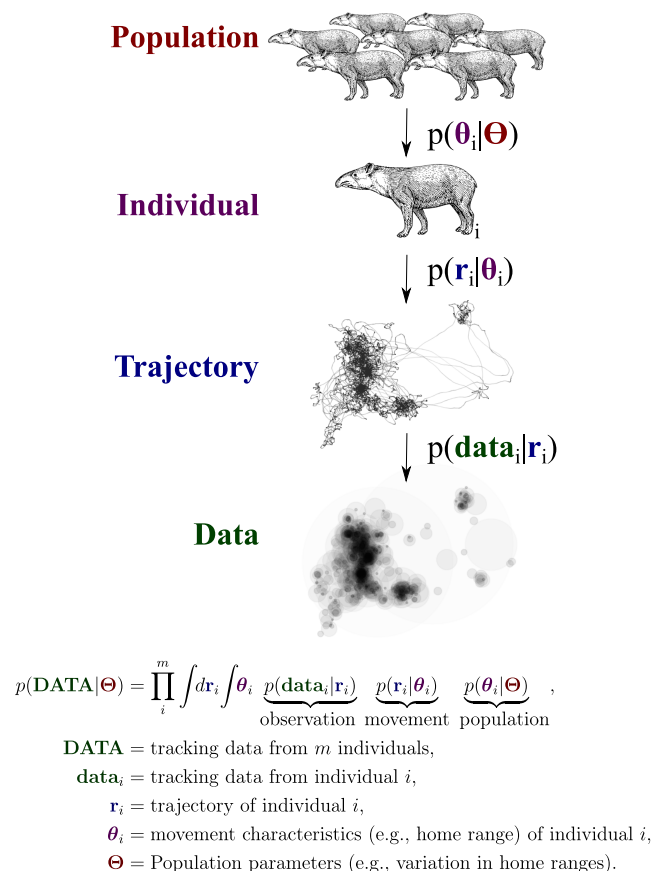 Population
p(θᵢ|Θ)
Individual
i
p(rᵢ|θᵢ)
Trajectory
p(dataᵢ|rᵢ)
Data
p(DATA|Θ) = ∏ᵢᵐ ∫drᵢ∫θᵢ p(dataᵢ|rᵢ) p(rᵢ|θᵢ) p(θᵢ|Θ) ,
observation movement population
DATA = tracking data from m individuals,
dataᵢ = tracking data from individual i,
rᵢ = trajectory of individual i,
θᵢ = movement characteristics (e.g., home range) of individual i,
Θ = Population parameters (e.g., variation in home ranges).